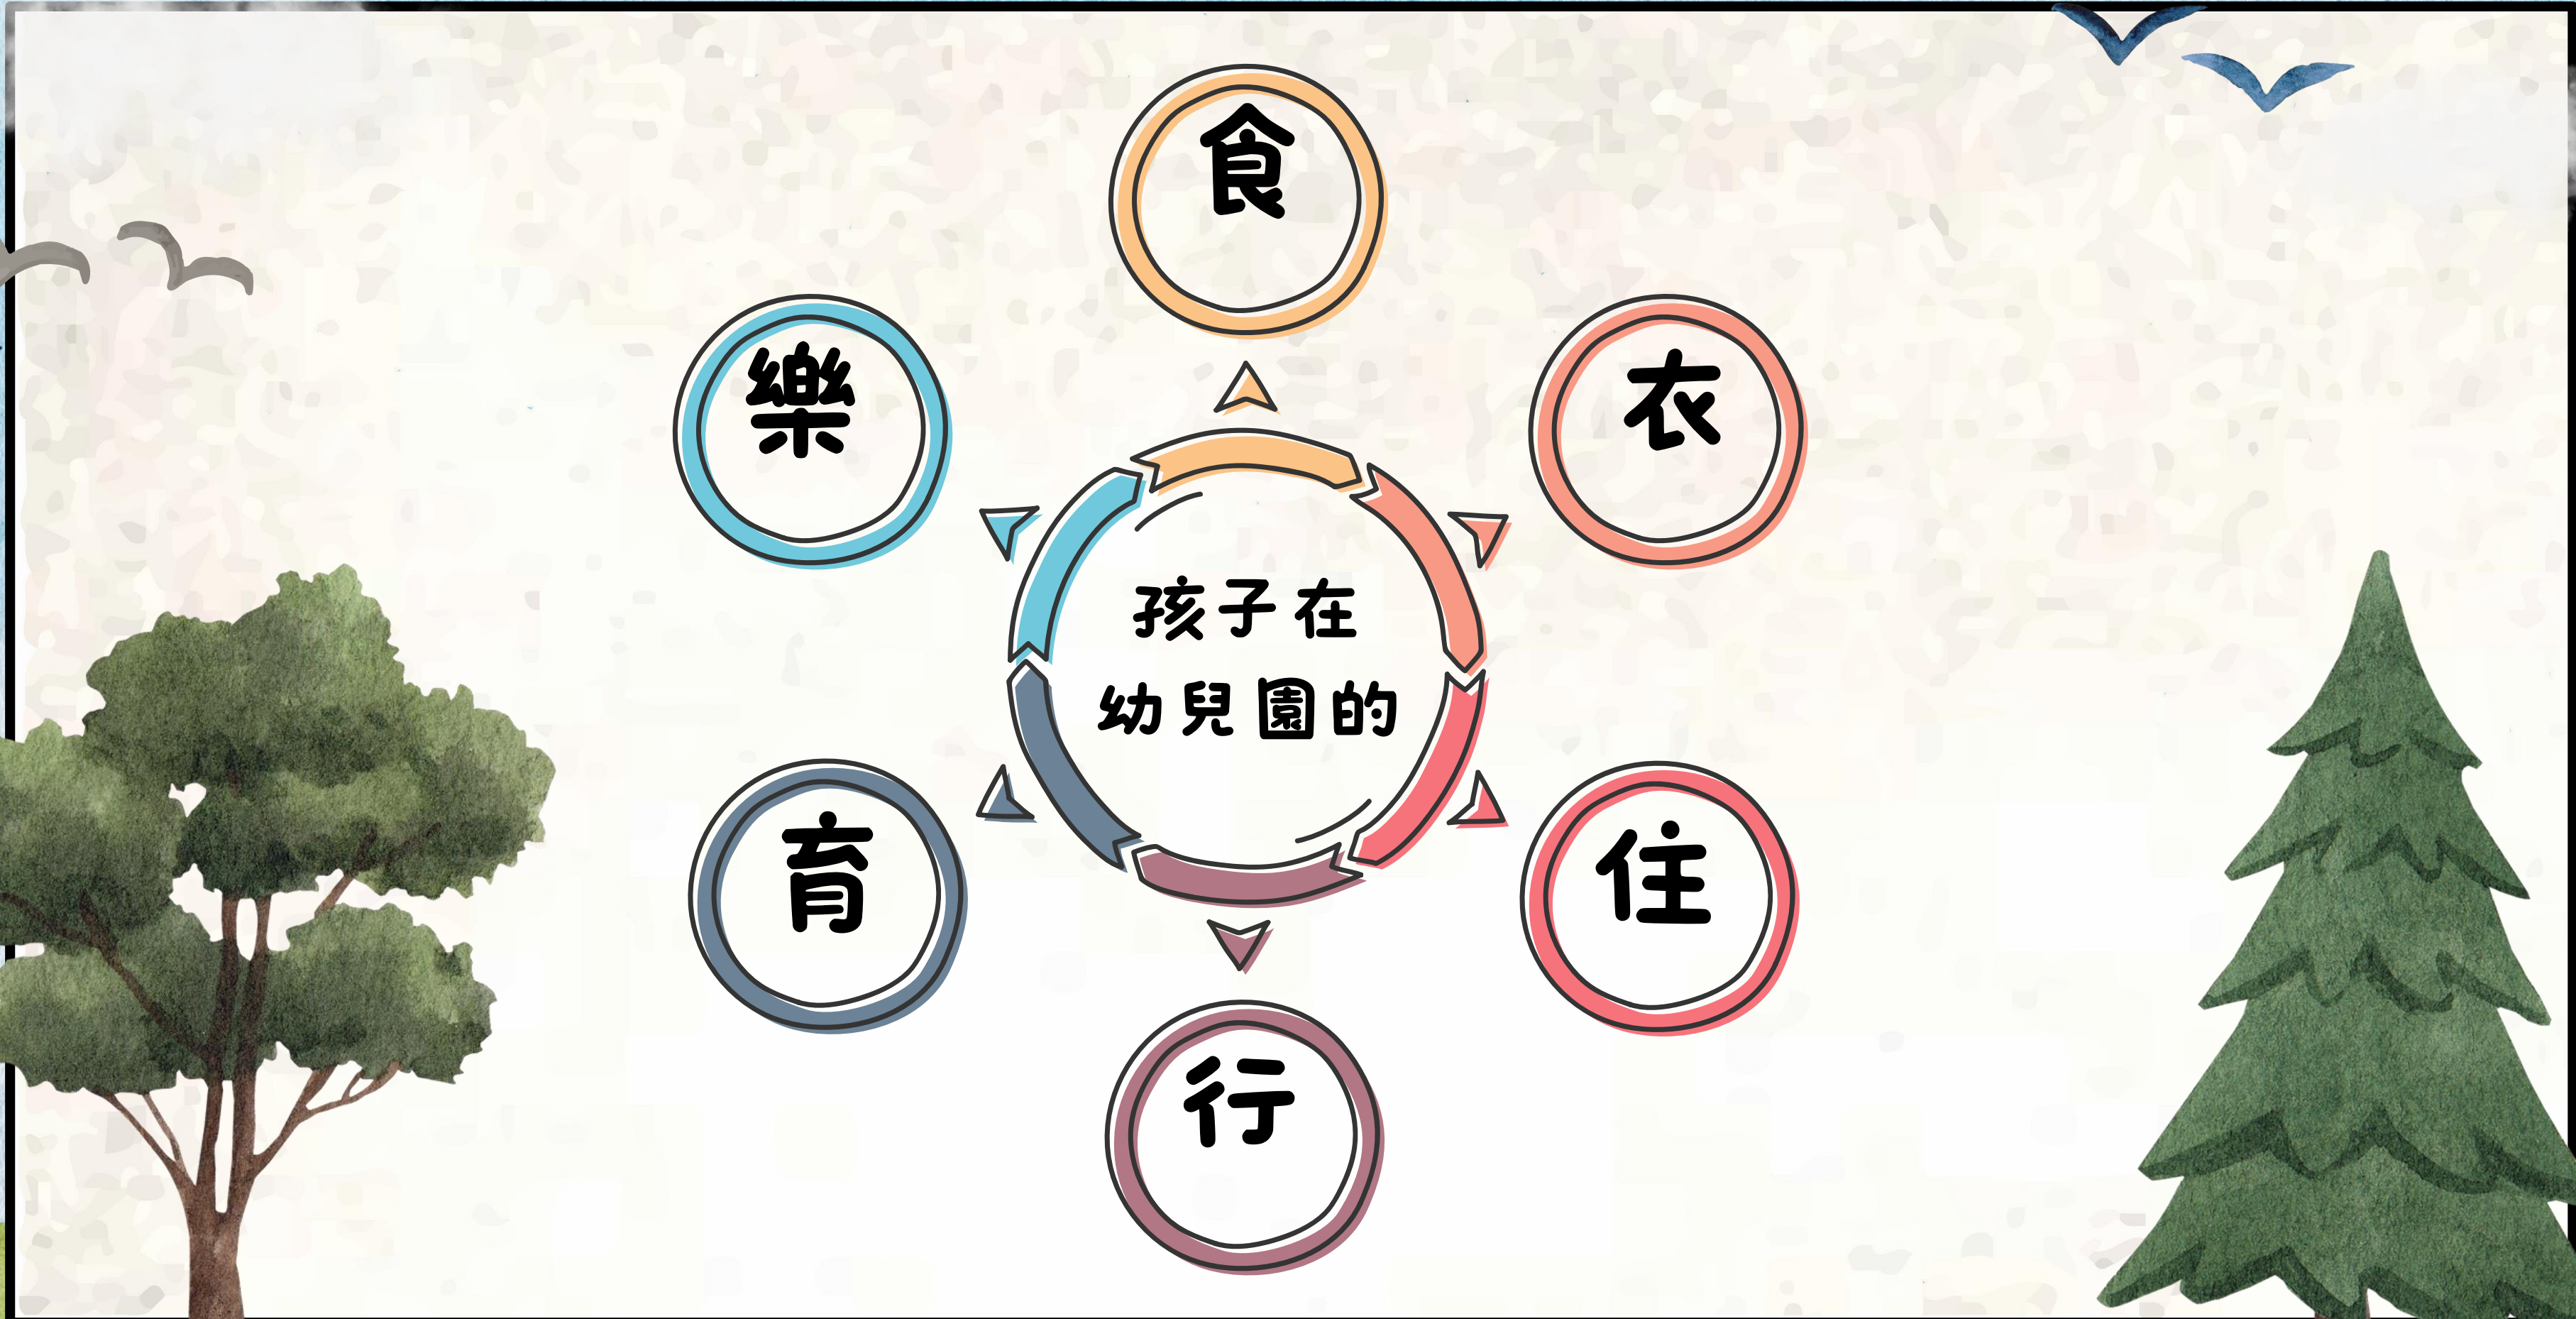 食
樂
衣
孩子在
幼兒園的
育
住
行